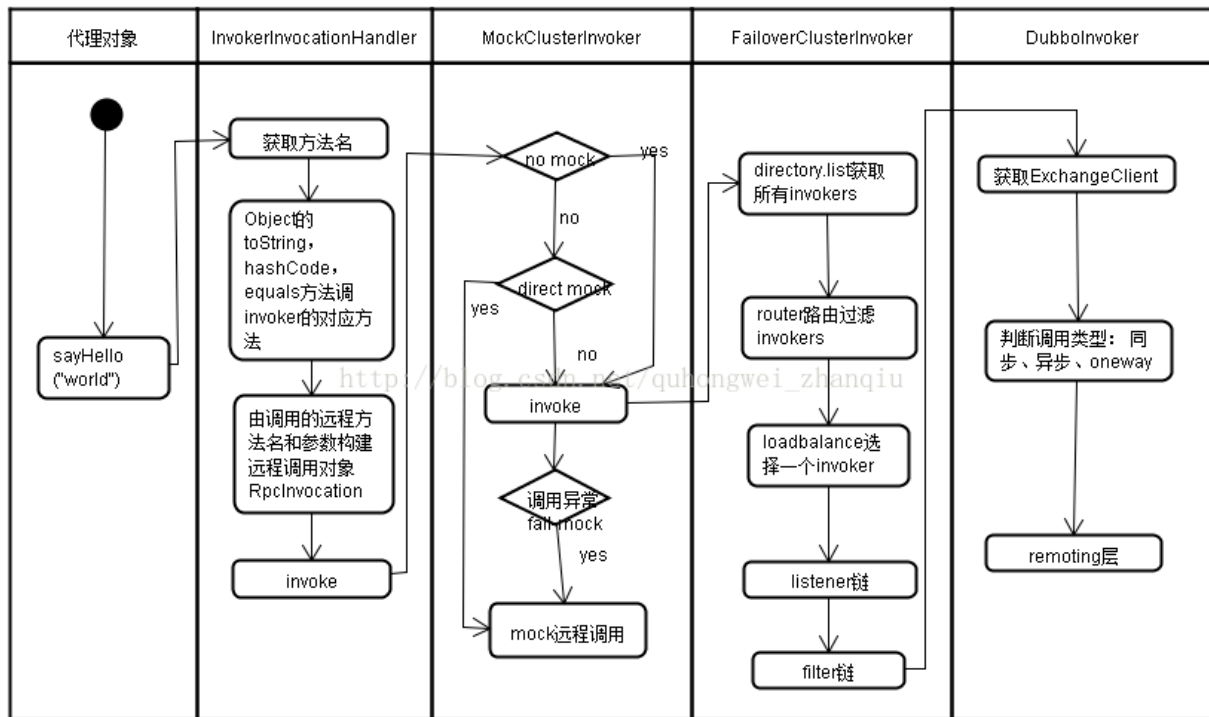 代理对象
InvokerInvocationHandler
MockClusterInvoker
FailoverClusterInvoker
DubboInvoker
sayHello
("world")
获取方法名
Object的
toString，
hashCode，
equals方法调
invoker的对应方
法
由调用的远程方
法名和参数构建
远程调用对象
RpcInvocation
invoke
no mock
yes
no
direct mock
yes
no
invoke
调用异常
fail mock
yes
mock远程调用
directory.list获取
所有invokers
router路由过滤
invokers
loadbalance选
择一个invoker
listener链
filter链
获取ExchangeClient
判断调用类型：同
步、异步、oneway
remoting层
http://blog.csdn.net/quhongwei_zhanqiu